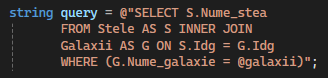 string query = @"SELECT S.Nume_stea
FROM Stele AS S INNER JOIN
Galaxii AS G ON S.Idg = G.Idg
WHERE (G.Nume_galaxie = @galaxii)";